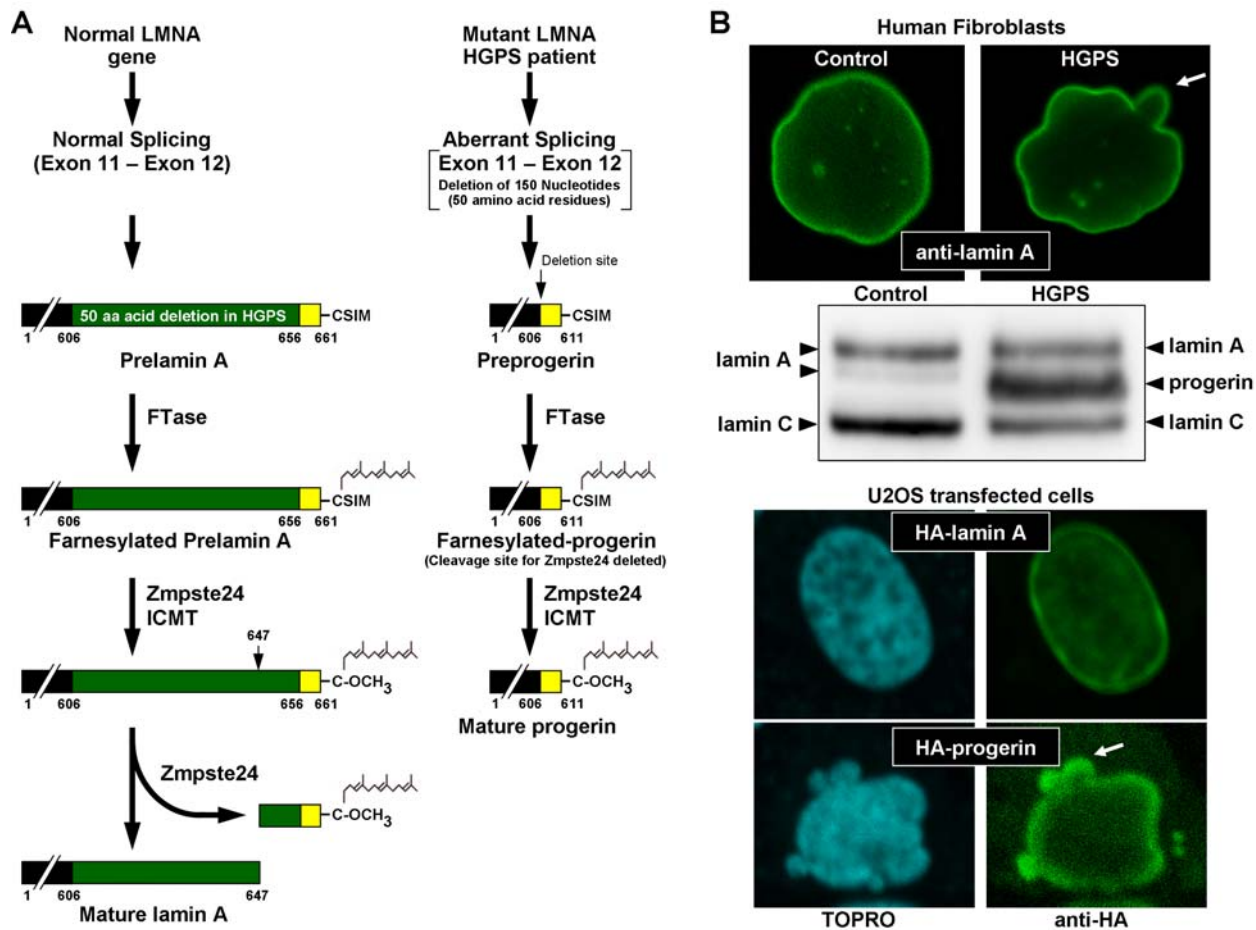 A
Normal LMNA
gene
Normal Splicing
(Exon 11 – Exon 12)
50 aa acid deletion in HGPS
CSIM
1 606 656 661
Prelamin A
FTase
CSIM
1 606 656 661
Farnesylated Prelamin A
Zmpste24
ICMT
647
C-OCH3
1 606 656 661
Zmpste24
C-OCH3
1 606 647
Mature lamin A
Mutant LMNA
HGPS patient
Aberrant Splicing
Exon 11 – Exon 12
Deletion of 150 Nucleotides
(50 amino acid residues)
Deletion site
CSIM
1 606 611
Preprogerin
FTase
CSIM
1 606 611
Farnesylated-progerin
(Cleavage site for Zmpste24 deleted)
Zmpste24
ICMT
C-OCH3
1 606 611
Mature progerin
B
Human Fibroblasts
Control HGPS
anti-lamin A
Control HGPS
lamin A
lamin C
lamin A
progerin
lamin C
U2OS transfected cells
HA-lamin A
HA-progerin
TOPRO anti-HA